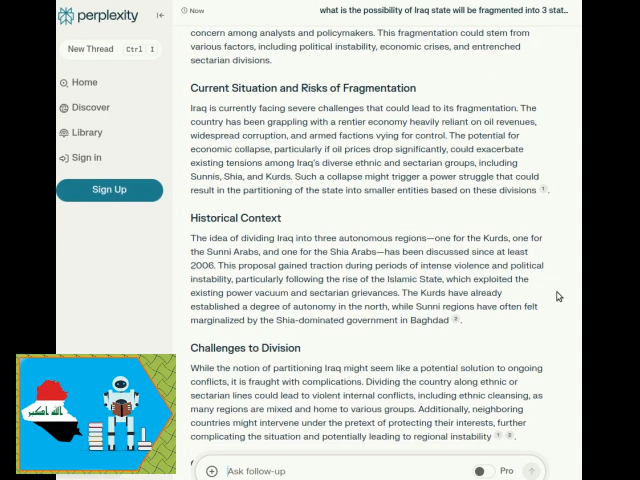 perplexity
Now
what is the possibility of Iraq state will be fragmented into 3 stat...
New Thread
Ctrl I
Home
Discover
Library
Sign in
Sign Up
concern among analysts and policymakers. This fragmentation could stem from
various factors, including political instability, economic crises, and entrenched
sectarian divisions.
Current Situation and Risks of Fragmentation
Iraq is currently facing severe challenges that could lead to its fragmentation. The
country has been grappling with a rentier economy heavily reliant on oil revenues,
widespread corruption, and armed factions vying for control. The potential for
economic collapse, particularly if oil prices drop significantly, could exacerbate
existing tensions among Iraq's diverse ethnic and sectarian groups, including
Sunnis, Shia, and Kurds. Such a collapse might trigger a power struggle that could
result in the partitioning of the state into smaller entities based on these divisions 1 .
Historical Context
The idea of dividing Iraq into three autonomous regions—one for the Kurds, one for
the Sunni Arabs, and one for the Shia Arabs—has been discussed since at least
2006. This proposal gained traction during periods of intense violence and political
instability, particularly following the rise of the Islamic State, which exploited the
existing power vacuum and sectarian grievances. The Kurds have already
established a degree of autonomy in the north, while Sunni regions have often felt
marginalized by the Shia-dominated government in Baghdad 2 .
Challenges to Division
While the notion of partitioning Iraq might seem like a potential solution to ongoing
conflicts, it is fraught with complications. Dividing the country along ethnic or
sectarian lines could lead to violent internal conflicts, including ethnic cleansing, as
many regions are mixed and home to various groups. Additionally, neighboring
countries might intervene under the pretext of protecting their interests, further
complicating the situation and potentially leading to regional instability 1 2 .
Ask follow-up
Pro
الله اكبر